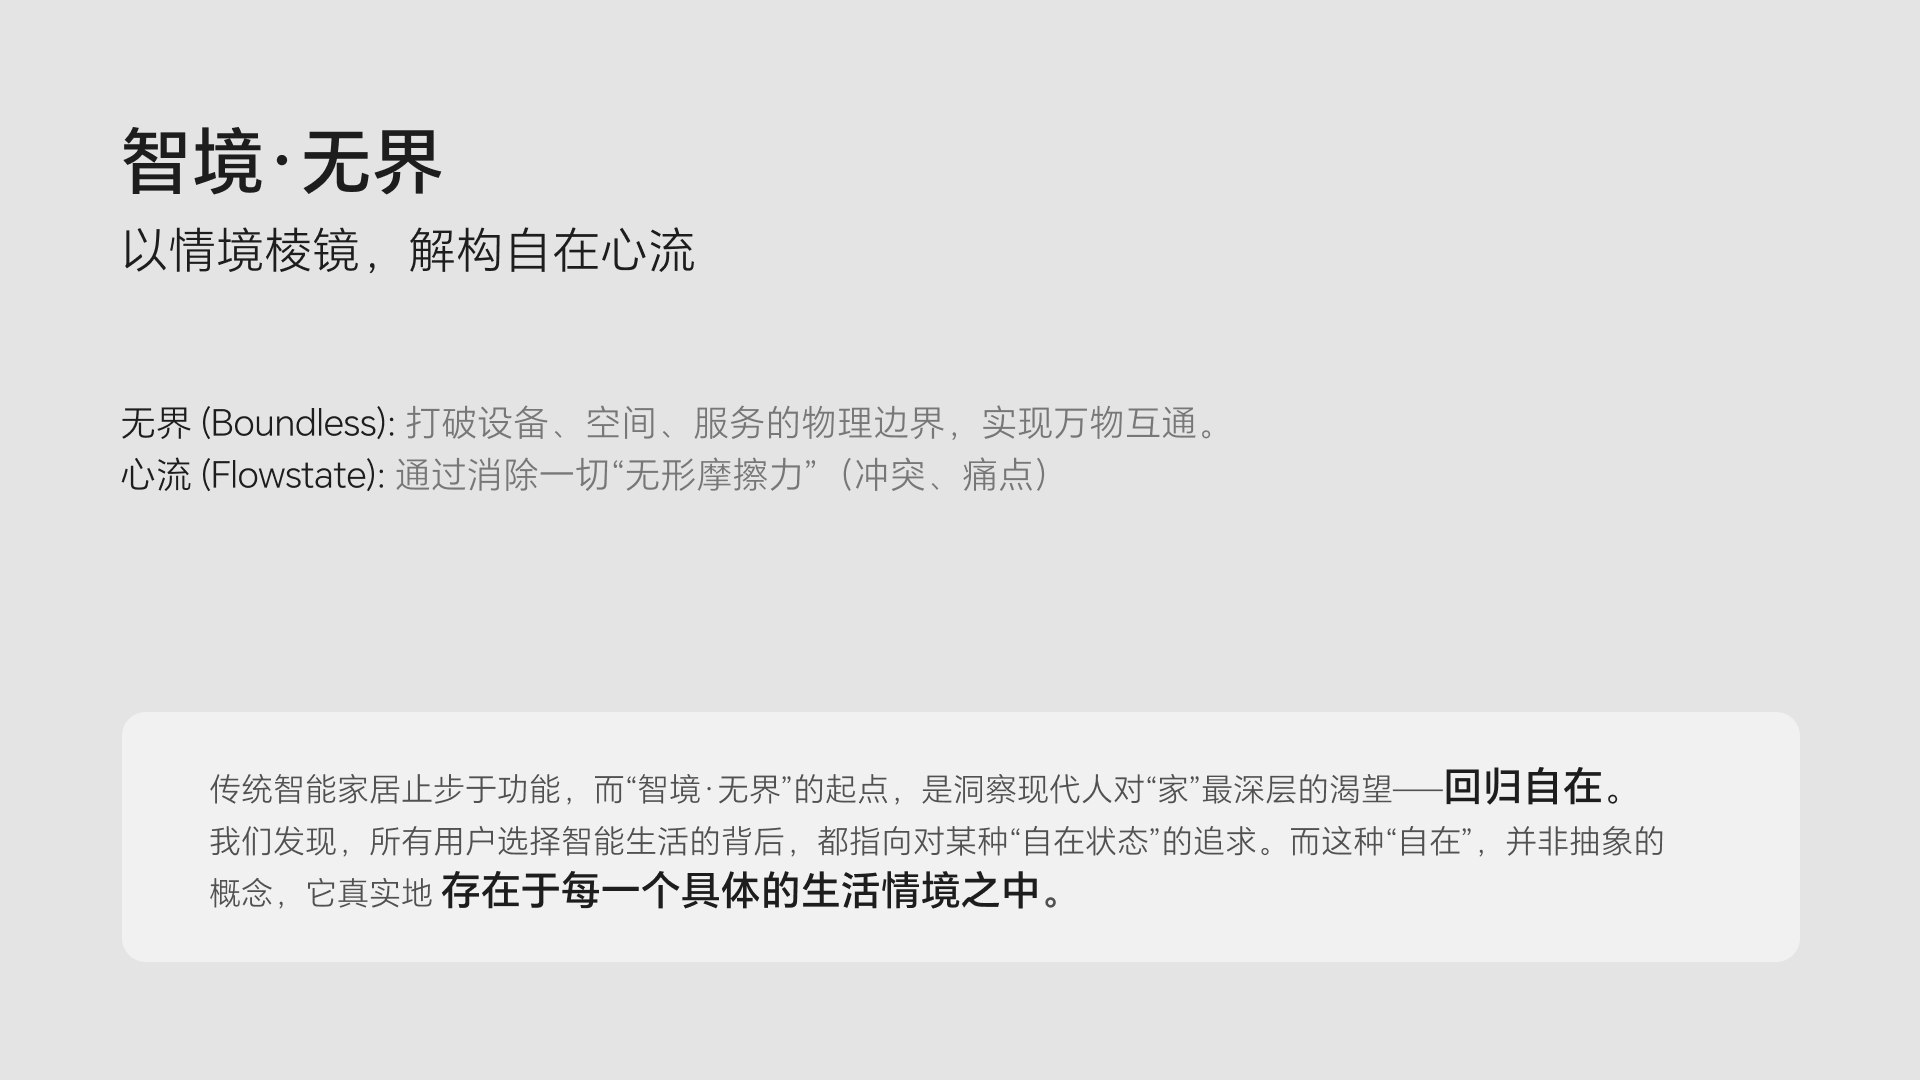 智境·无界
以情境棱镜，解构自在心流
无界 (Boundless): 打破设备、空间、服务的物理边界，实现万物互通。
心流 (Flowstate): 通过消除一切“无形摩擦力”（冲突、痛点）
传统智能家居止步于功能，而“智境·无界”的起点，是洞察现代人对“家”最深层的渴望——回归自在。
我们发现，所有用户选择智能生活的背后，都指向对某种“自在状态”的追求。而这种“自在”，并非抽象的
概念，它真实地 存在于每一个具体的生活情境之中。